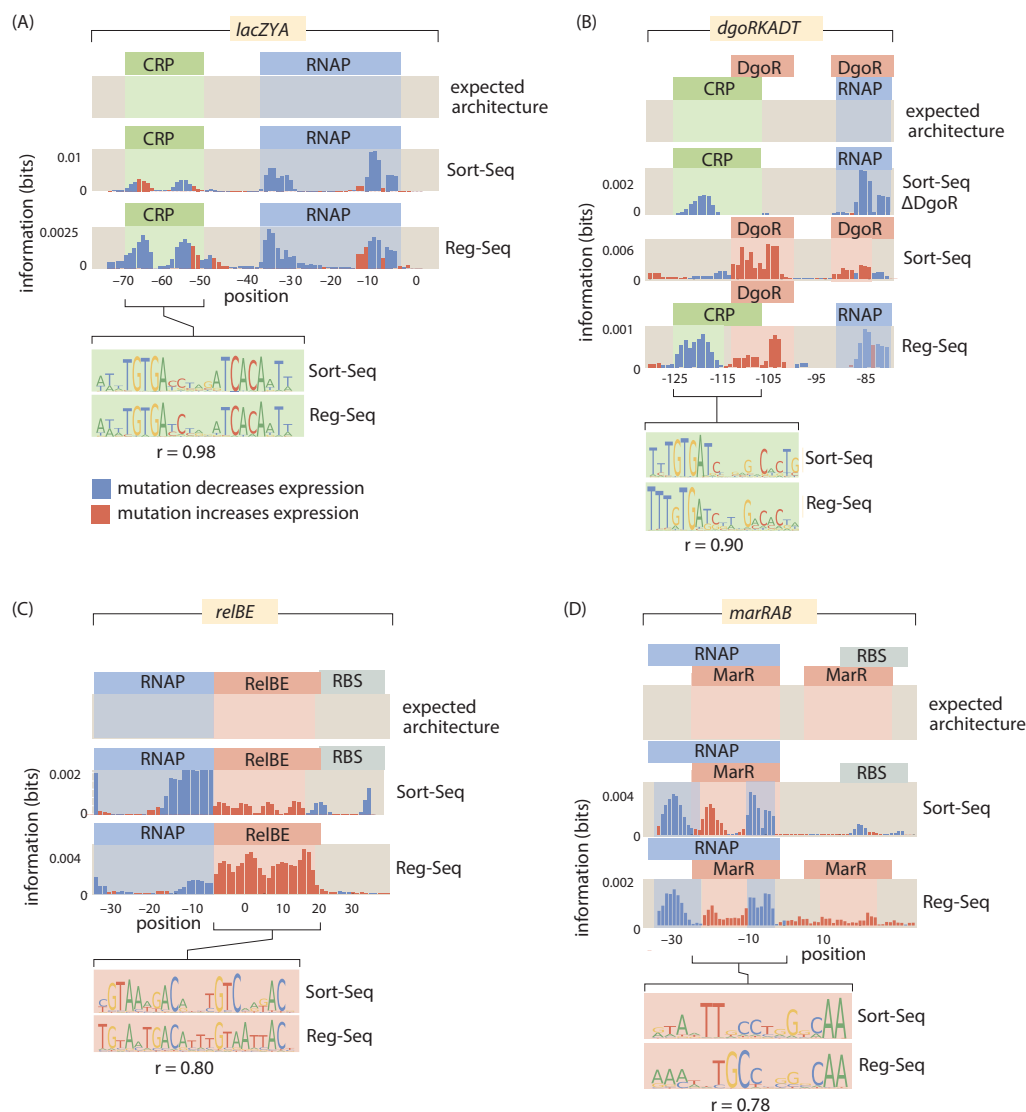 (A)
lacZYA
CRP
RNAP
expected
architecture
CRP
RNAP
0.01
0
Sort-Seq
CRP
RNAP
0.0025
0
Reg-Seq
information (bits)
−70 −60 −50 −40 −30 −20 −10 0
position
Sort-Seq
Reg-Seq
r = 0.98
mutation decreases expression
mutation increases expression
(B)
dgoRKADT
DgoR
DgoR
CRP
RNAP
expected
architecture
CRP
RNAP
0.002
0
Sort-Seq
ΔDgoR
DgoR
DgoR
0.006
0
Sort-Seq
DgoR
CRP
RNAP
0.001
0
Reg-Seq
information (bits)
-125 -115 -105 -95 -85
Sort-Seq
Reg-Seq
r = 0.90
(C)
relBE
RNAP
RelBE
RBS
expected
architecture
RNAP
RelBE
RBS
0.002
0
Sort-Seq
RNAP
RelBE
0.004
0
Reg-Seq
information (bits)
−30 −20 −10 0 10 20 30
position
Sort-Seq
Reg-Seq
r = 0.80
(D)
marRAB
RNAP
RBS
MarR
MarR
expected
architecture
RNAP
MarR
RBS
0.004
0
Sort-Seq
RNAP
MarR
MarR
0.002
0
Reg-Seq
information (bits)
−30 −10 10
position
Sort-Seq
Reg-Seq
r = 0.78